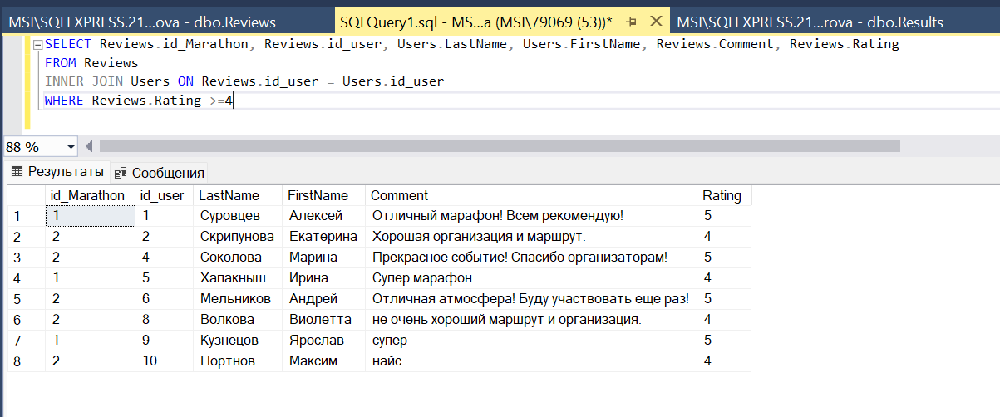 MSI\SQLEXPRESS.21...ova - dbo.Reviews SQLQuery1.sql - MS...a (MSI\79069 (53))* MSI\SQLEXPRESS.21...rova - dbo.Results
SELECT Reviews.id_Marathon, Reviews.id_user, Users.LastName, Users.FirstName, Reviews.Comment, Reviews.Rating
FROM Reviews
INNER JOIN Users ON Reviews.id_user = Users.id_user
WHERE Reviews.Rating >=4
88 %
Результаты Сообщения
id_Marathon id_user LastName FirstName Comment Rating
1 1 1 Суровцев Алексей Отличный марафон! Всем рекомендую! 5
2 2 2 Скрипунова Екатерина Хорошая организация и маршрут. 4
3 2 4 Соколова Марина Прекрасное событие! Спасибо организаторам! 5
4 1 5 Хапакныш Ирина Супер марафон. 4
5 2 6 Мельников Андрей Отличная атмосфера! Буду участвовать еще раз! 5
6 2 8 Волкова Виолетта не очень хороший маршрут и организация. 4
7 1 9 Кузнецов Ярослав супер 5
8 2 10 Портнов Максим найс 4